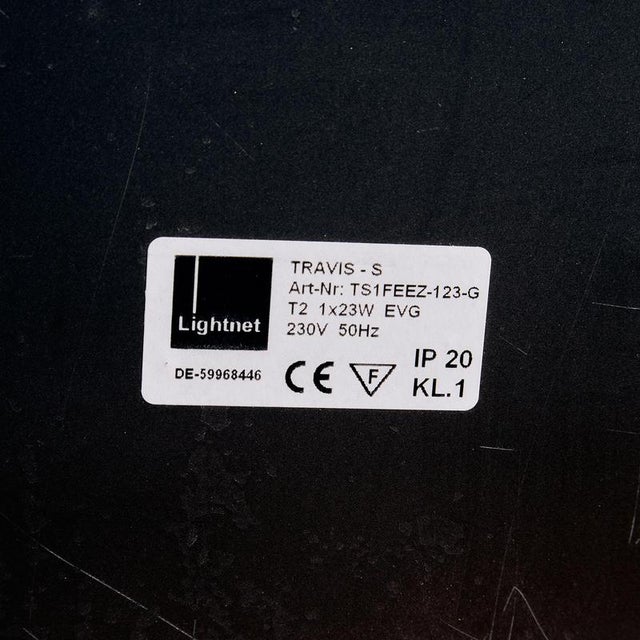 TRAVIS - S
Art-Nr: TS1FEEZ-123-G
T2 1x23W EVG
230V 50Hz
Lightnet
DE-59968446
CE
F
IP 20
KL.1